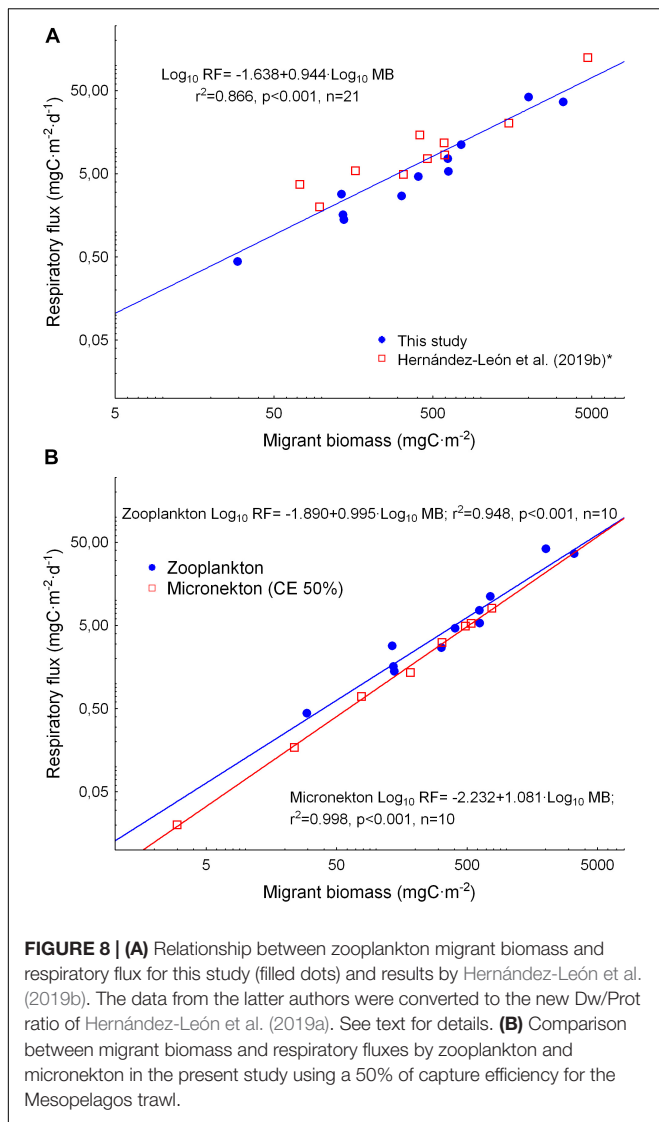 A
Log10 RF= -1.638+0.944·Log10 MB
r²=0.866, p<0.001, n=21
50,00
5,00
0,50
0,05
Respiratory flux (mgC·m-2·d-1)
This study
Hernández-León et al. (2019b)*
5
50
500
5000
Migrant biomass (mgC·m-2)
B
Zooplankton Log10 RF= -1.890+0.995·Log10 MB; r²=0.948, p<0.001, n=10
Zooplankton
Micronekton (CE 50%)
50,00
5,00
0,50
0,05
Respiratory flux (mgC·m-2·d-1)
Micronekton Log10 RF= -2.232+1.081·Log10 MB;
r²=0.998, p<0.001, n=10
5
50
500
5000
Migrant biomass (mgC·m-2)
FIGURE 8 | (A) Relationship between zooplankton migrant biomass and
respiratory flux for this study (filled dots) and results by Hernández-León et al.
(2019b). The data from the latter authors were converted to the new Dw/Prot
ratio of Hernández-León et al. (2019a). See text for details. (B) Comparison
between migrant biomass and respiratory fluxes by zooplankton and
micronekton in the present study using a 50% of capture efficiency for the
Mesopelagos trawl.